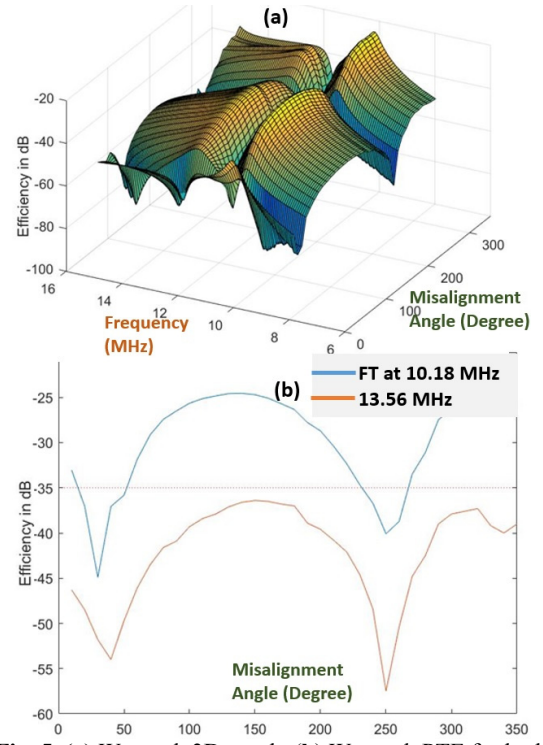 (a)
-20
-40
-60
-80
-100
Efficiency in dB
16
14
12
10
8
6
Frequency
(MHz)
0
100
200
300
Misalignment
Angle (Degree)
(b)
FT at 10.18 MHz
13.56 MHz
-25
-30
-35
-40
-45
-50
-55
-60
Efficiency in dB
Misalignment
Angle (Degree)
0
50
100
150
200
250
300
350